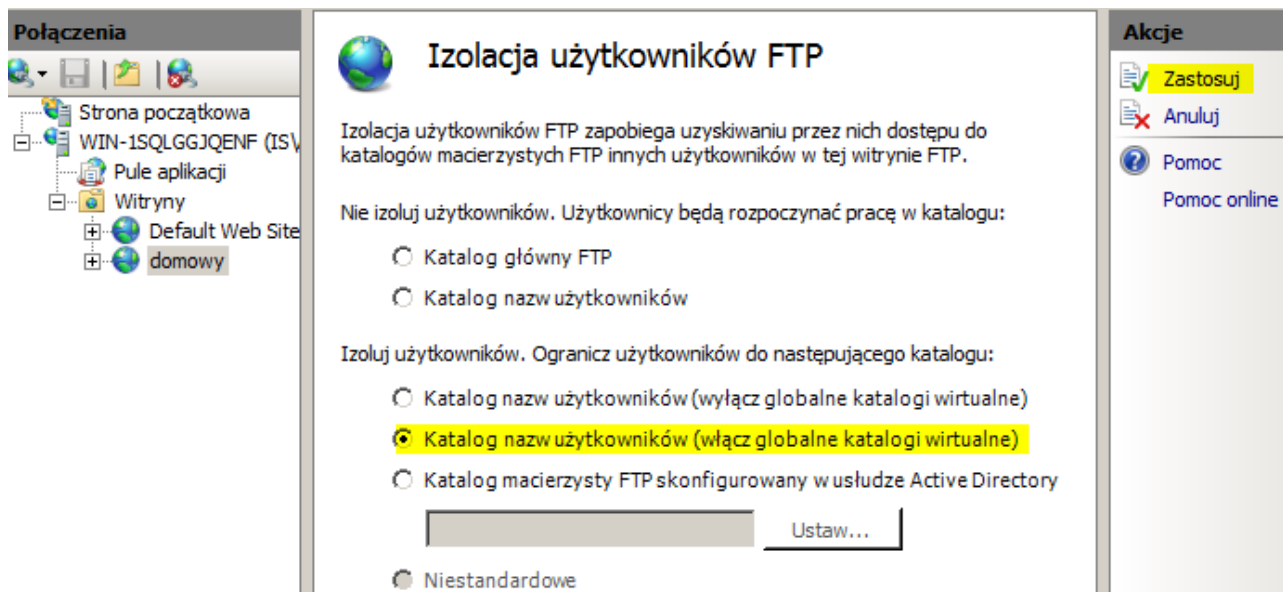 Połączenia
Strona początkowa
WIN-1SQLGGJQENF (IS\
Pule aplikacji
Witryny
Default Web Site
domowy
Izolacja użytkowników FTP
Izolacja użytkowników FTP zapobiega uzyskiwaniu przez nich dostępu do
katalogów macierzystych FTP innych użytkowników w tej witrynie FTP.
Nie izoluj użytkowników. Użytkownicy będą rozpoczynać pracę w katalogu:
Katalog główny FTP
Katalog nazw użytkowników
Izoluj użytkowników. Ogranicz użytkowników do następującego katalogu:
Katalog nazw użytkowników (wyłącz globalne katalogi wirtualne)
Katalog nazw użytkowników (włącz globalne katalogi wirtualne)
Katalog macierzysty FTP skonfigurowany w usłudze Active Directory
Ustaw...
Niestandardowe
Akcje
Zastosuj
Anuluj
Pomoc
Pomoc online